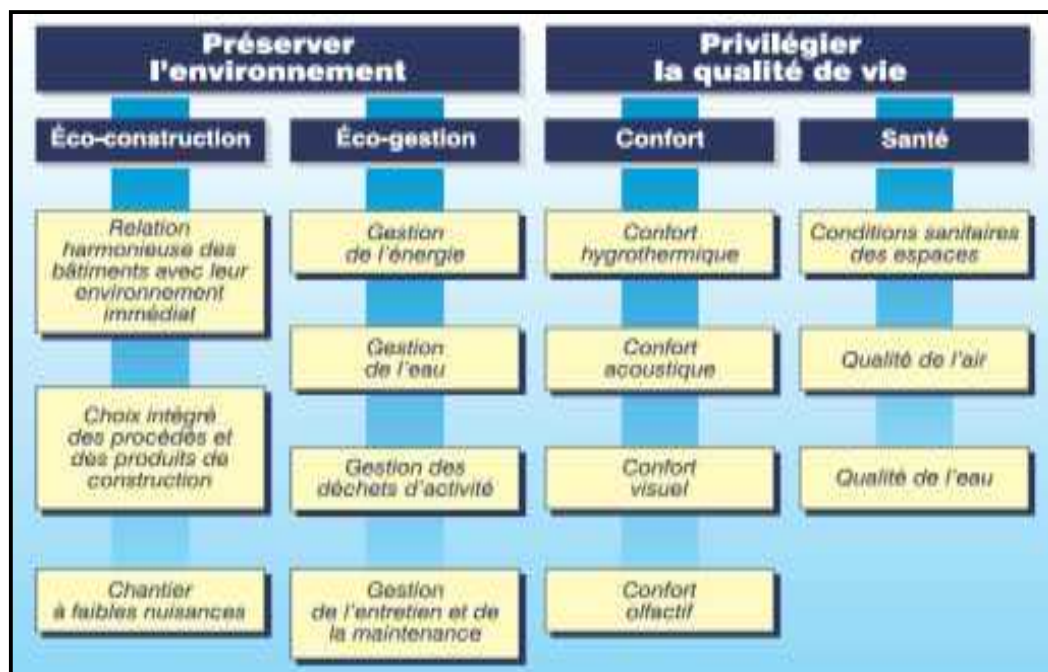 Préserver
l'environnement
Privilégier
la qualité de vie
Éco-construction
Éco-gestion
Confort
Santé
Relation
harmonieuse des
bâtiments avec leur
environnement
immédiat
Choix intégré
des procédés et
des produits de
construction
Chantier
à faibles nuisances
Gestion
de l'énergie
Gestion
de l'eau
Gestion des
déchets d'activité
Gestion
de l'entretien et de
la maintenance
Confort
hygrothermique
Confort
acoustique
Confort
visuel
Confort
olfactif
Conditions sanitaires
des espaces
Qualité de l'air
Qualité de l'eau